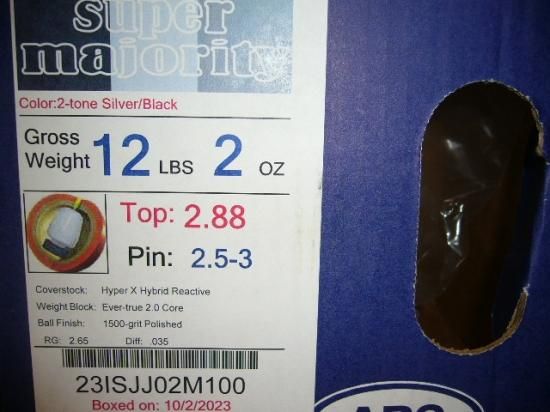 super
majority
Color:2-tone Silver/Black
Gross Weight 12 LBS 2 OZ
Top: 2.88
Pin: 2.5-3
Coverstock: Hyper X Hybrid Reactive
Weight Block: Ever-true 2.0 Core
Ball Finish: 1500-grit Polished
RG: 2.65 Diff: .035
23ISJJ02M100
Boxed on: 10/2/2023